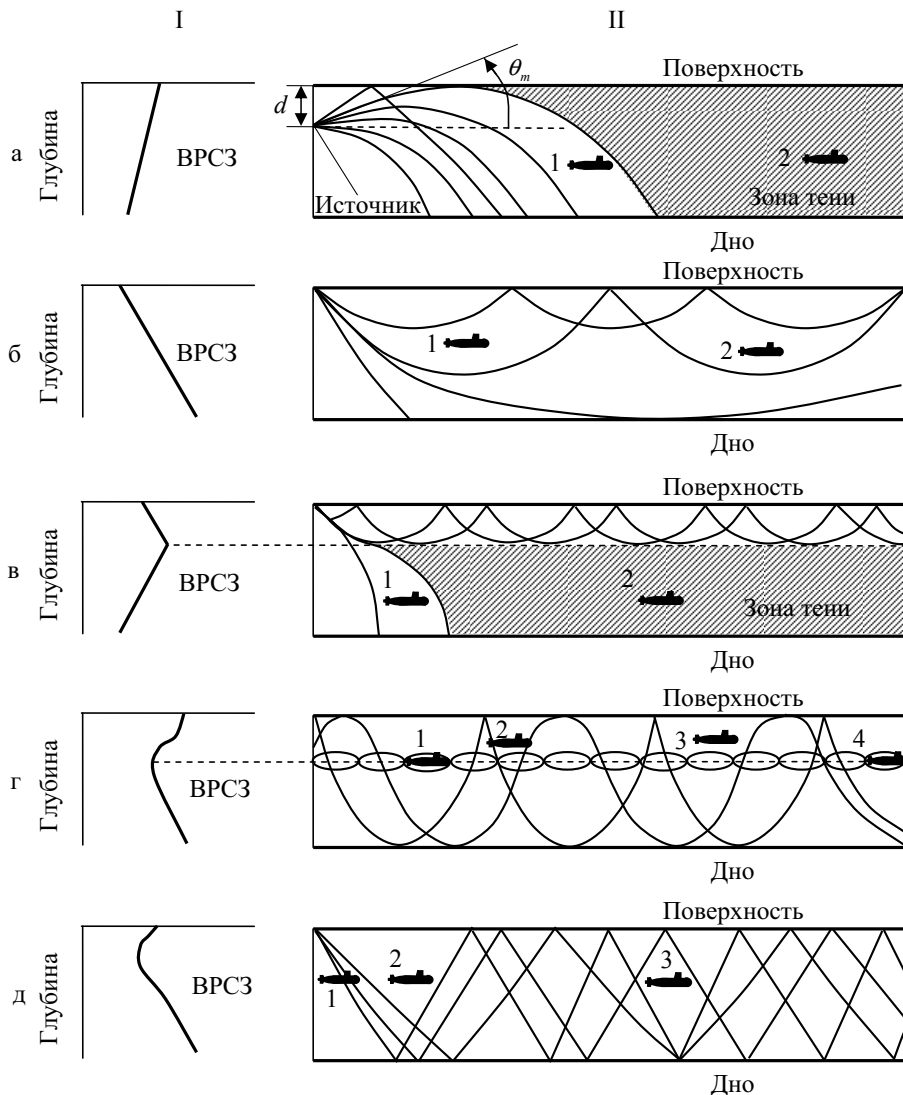 I
II
Поверхность
θm
d
а
Глубина
ВРСЗ
Источник
1
2
Зона тени
Дно
Поверхность
б
Глубина
ВРСЗ
1
2
Дно
Поверхность
в
Глубина
ВРСЗ
1
2
Зона тени
Дно
Поверхность
г
Глубина
ВРСЗ
1
2
3
4
Дно
Поверхность
д
Глубина
ВРСЗ
1
2
3
Дно